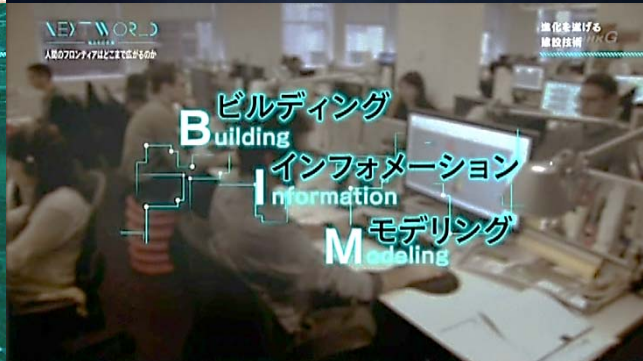 NEXT WORLD
人間のフロンティアはどこまで広がるのか
進化を遂げる
建設技術
NHK G
ビルディング
Building
インフォメーション
Information
モデリング
Modeling